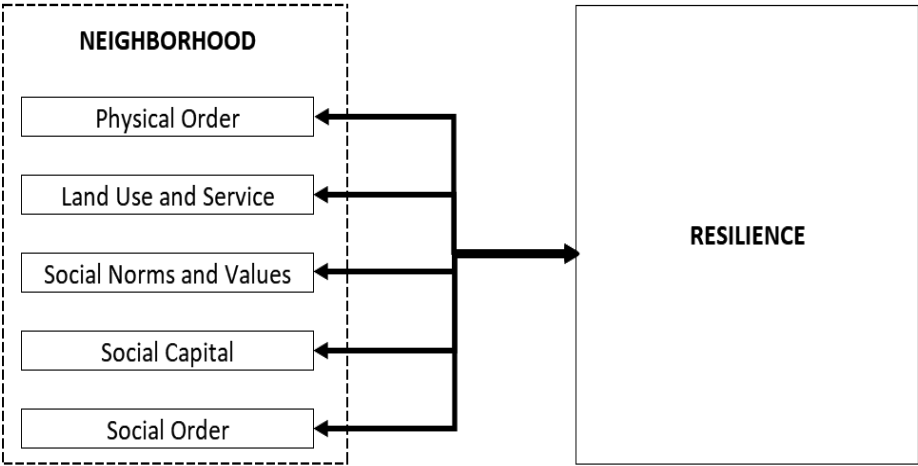 NEIGHBORHOOD
Physical Order
Land Use and Service
Social Norms and Values
Social Capital
Social Order
RESILIENCE